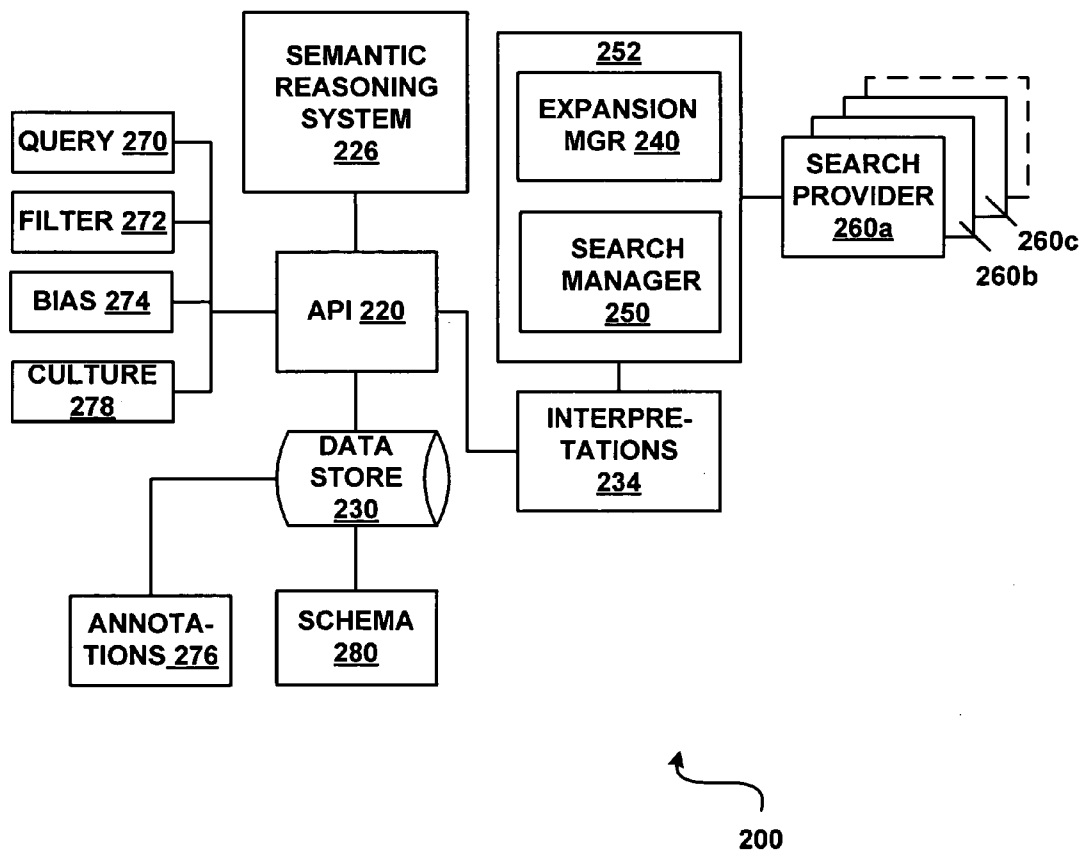 SEMANTIC
REASONING
SYSTEM
226
252
EXPANSION
MGR 240
SEARCH
MANAGER
250
SEARCH
PROVIDER
260a
260b
260c
QUERY 270
FILTER 272
BIAS 274
CULTURE
278
API 220
INTERPRE-
TATIONS
234
DATA
STORE
230
ANNOTA-
TIONS 276
SCHEMA
280
200